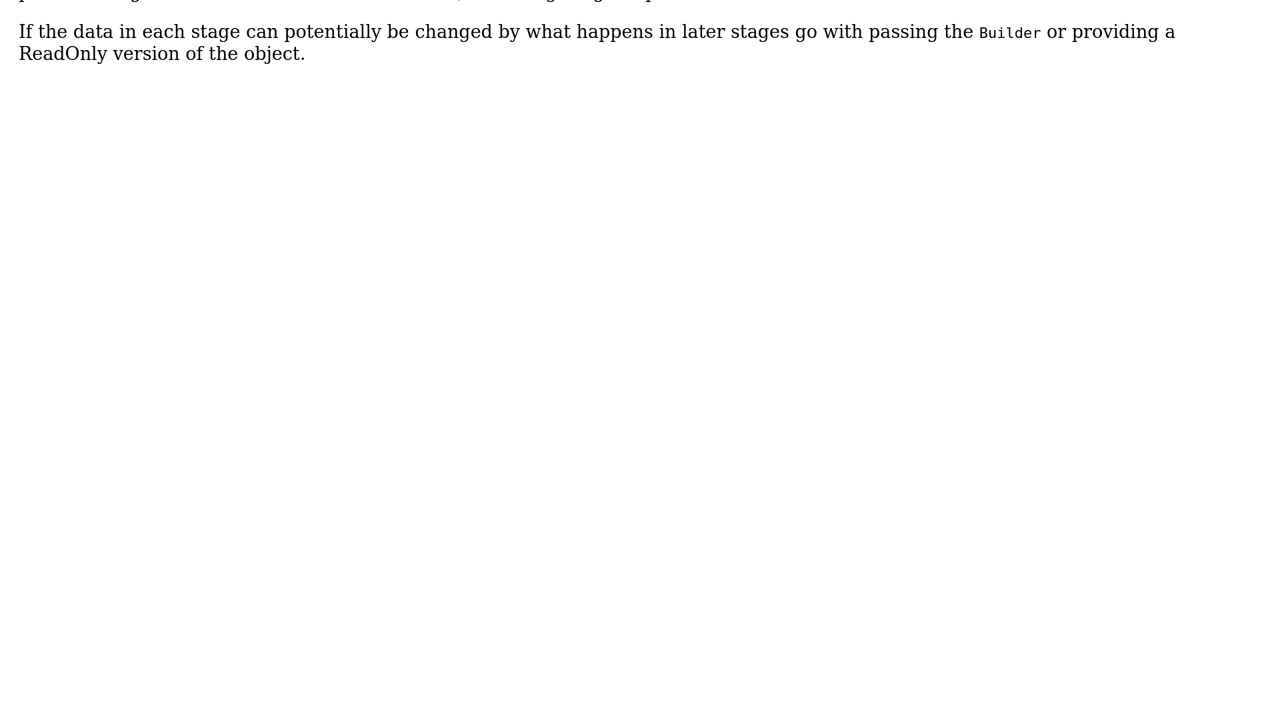 If the data in each stage can potentially be changed by what happens in later stages go with passing the Builder or providing a
ReadOnly version of the object.